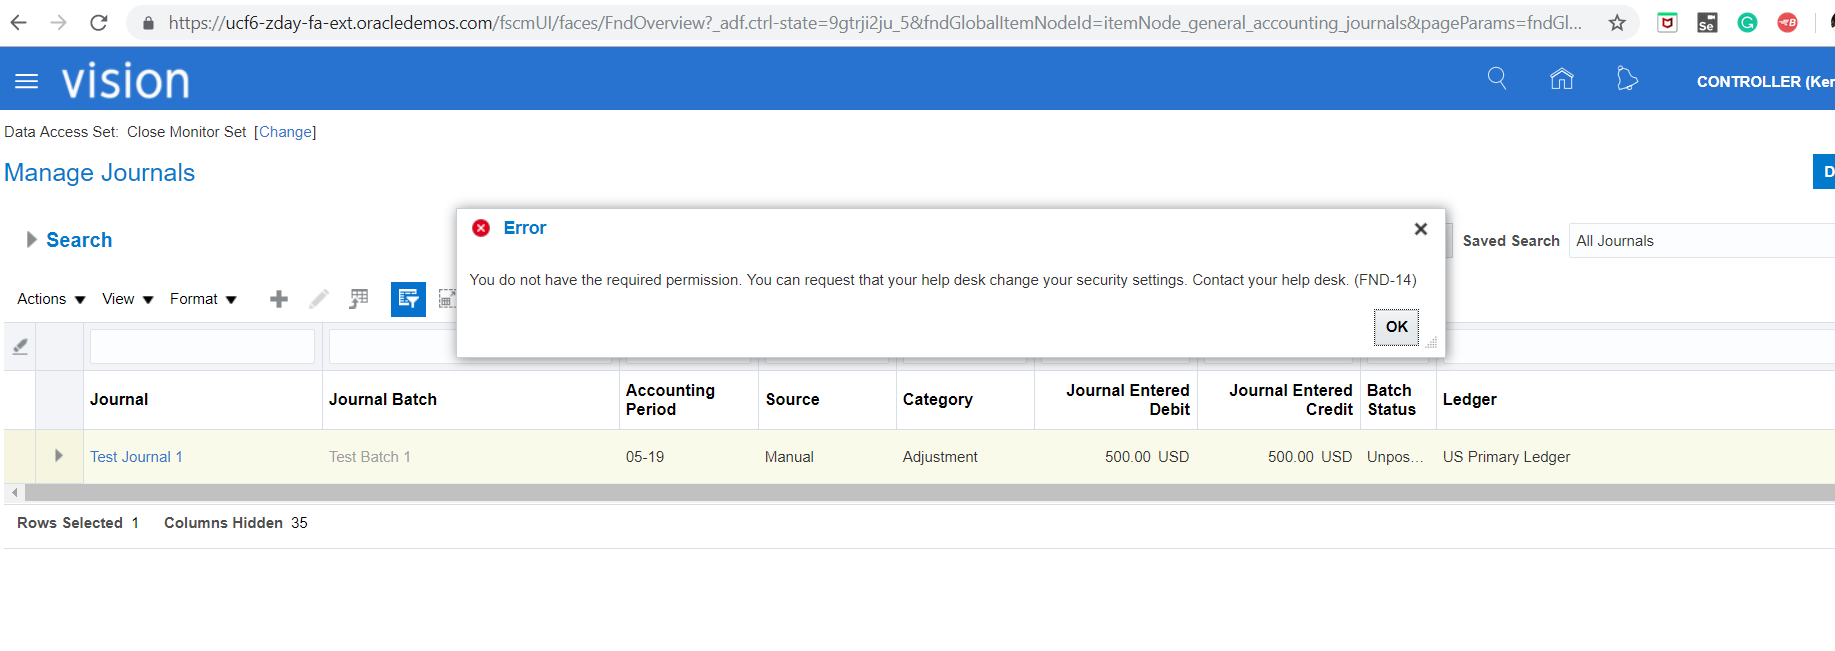 https://ucf6-zday-fa-ext.oracledemos.com/fscmUI/faces/FndOverview?_adf.ctrl-state=9gtrji2ju_5&fndGlobalItemNodeId=itemNode_general_accounting_journals&pageParams=fndGl...
Se G B
vision
CONTROLLER (Ker
Data Access Set: Close Monitor Set [Change]
Manage Journals
D
Error
Search
Saved Search All Journals
You do not have the required permission. You can request that your help desk change your security settings. Contact your help desk. (FND-14)
Actions View Format
OK
Journal Journal Batch Accounting Period Source Category Journal Entered Debit Journal Entered Credit Batch Status Ledger
Test Journal 1 Test Batch 1 05-19 Manual Adjustment 500.00 USD 500.00 USD Unpos... US Primary Ledger
Rows Selected 1 Columns Hidden 35